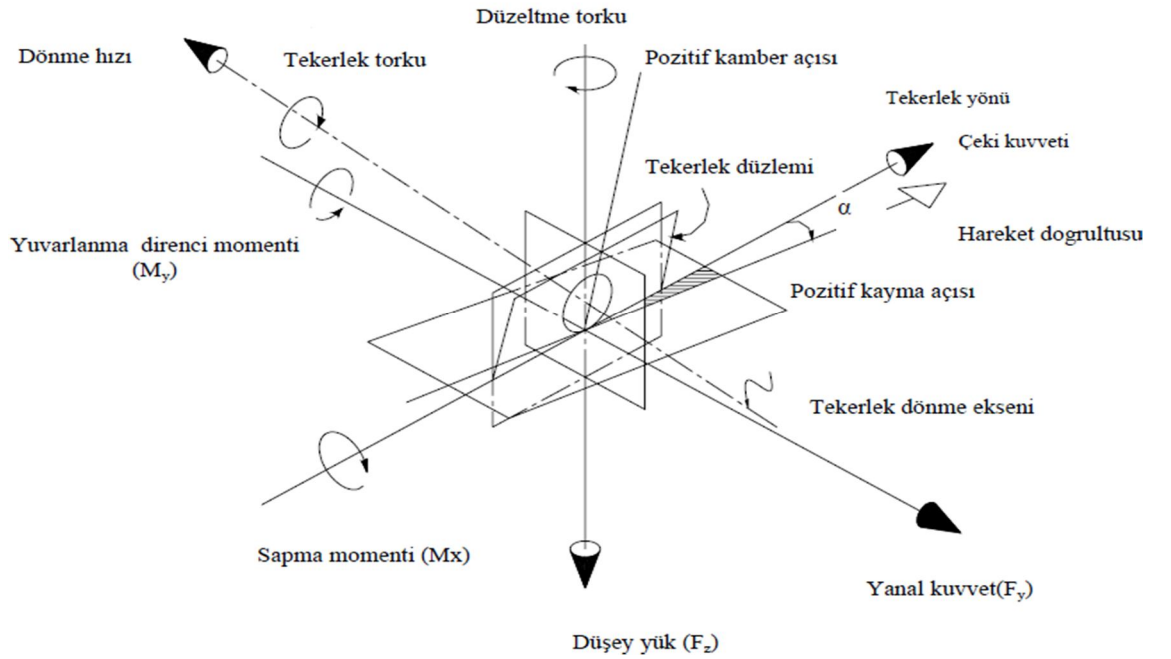 Düzeltme torku
Dönme hızı
Tekerlek torku
Pozitif kamber açısı
Tekerlek yönü
Çeki kuvveti
Tekerlek düzlemi
α
Hareket dogrultusu
Yuvarlanma direnci momenti
(My)
Pozitif kayma açısı
Tekerlek dönme ekseni
Sapma momenti (Mx)
Yanal kuvvet(Fy)
Düşey yük (Fz)